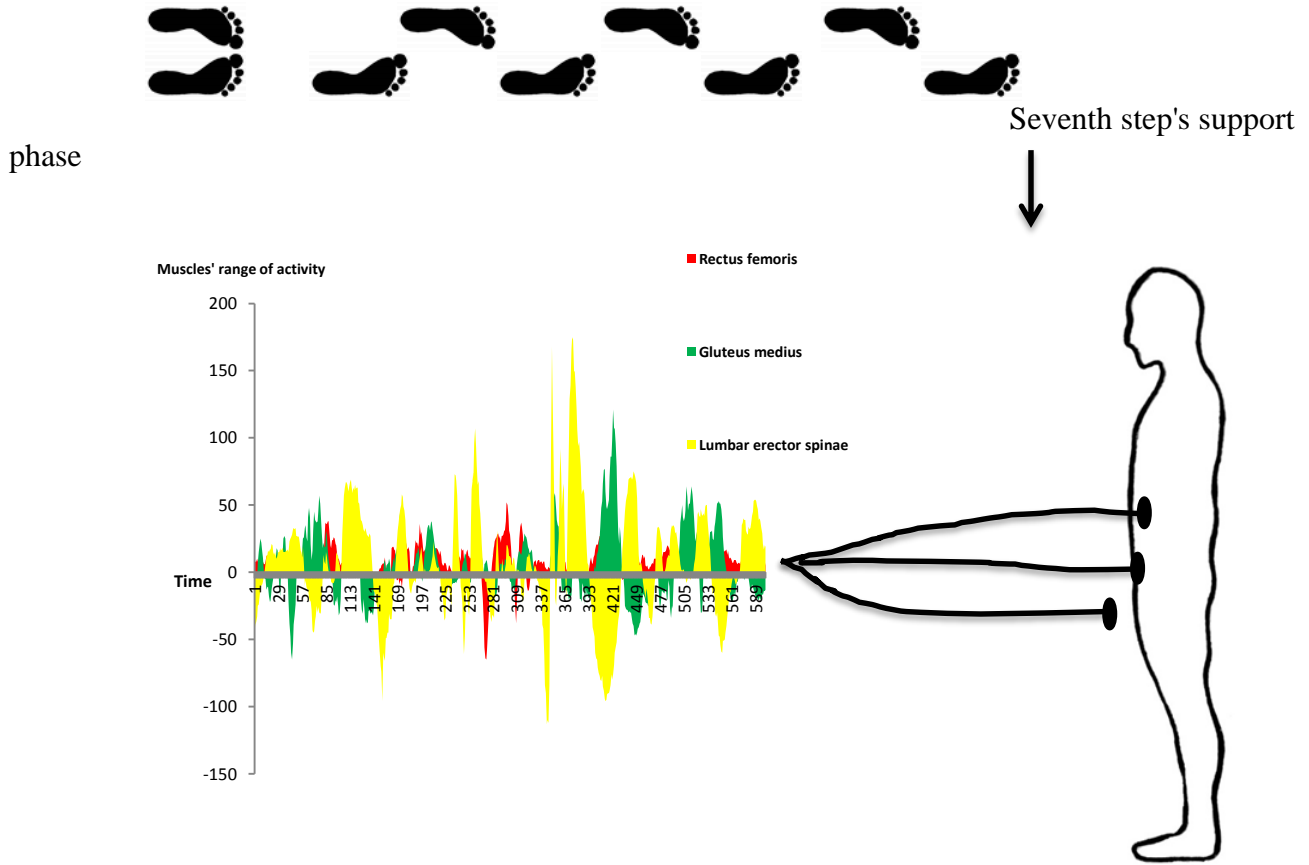 Seventh step's support
phase
Muscles' range of activity
Rectus femoris
Gluteus medius
Lumbar erector spinae
200
150
100
50
0
-50
-100
-150
Time
1 29 57 85 113 141 169 197 225 253 281 309 337 365 393 421 449 477 505 533 561 589